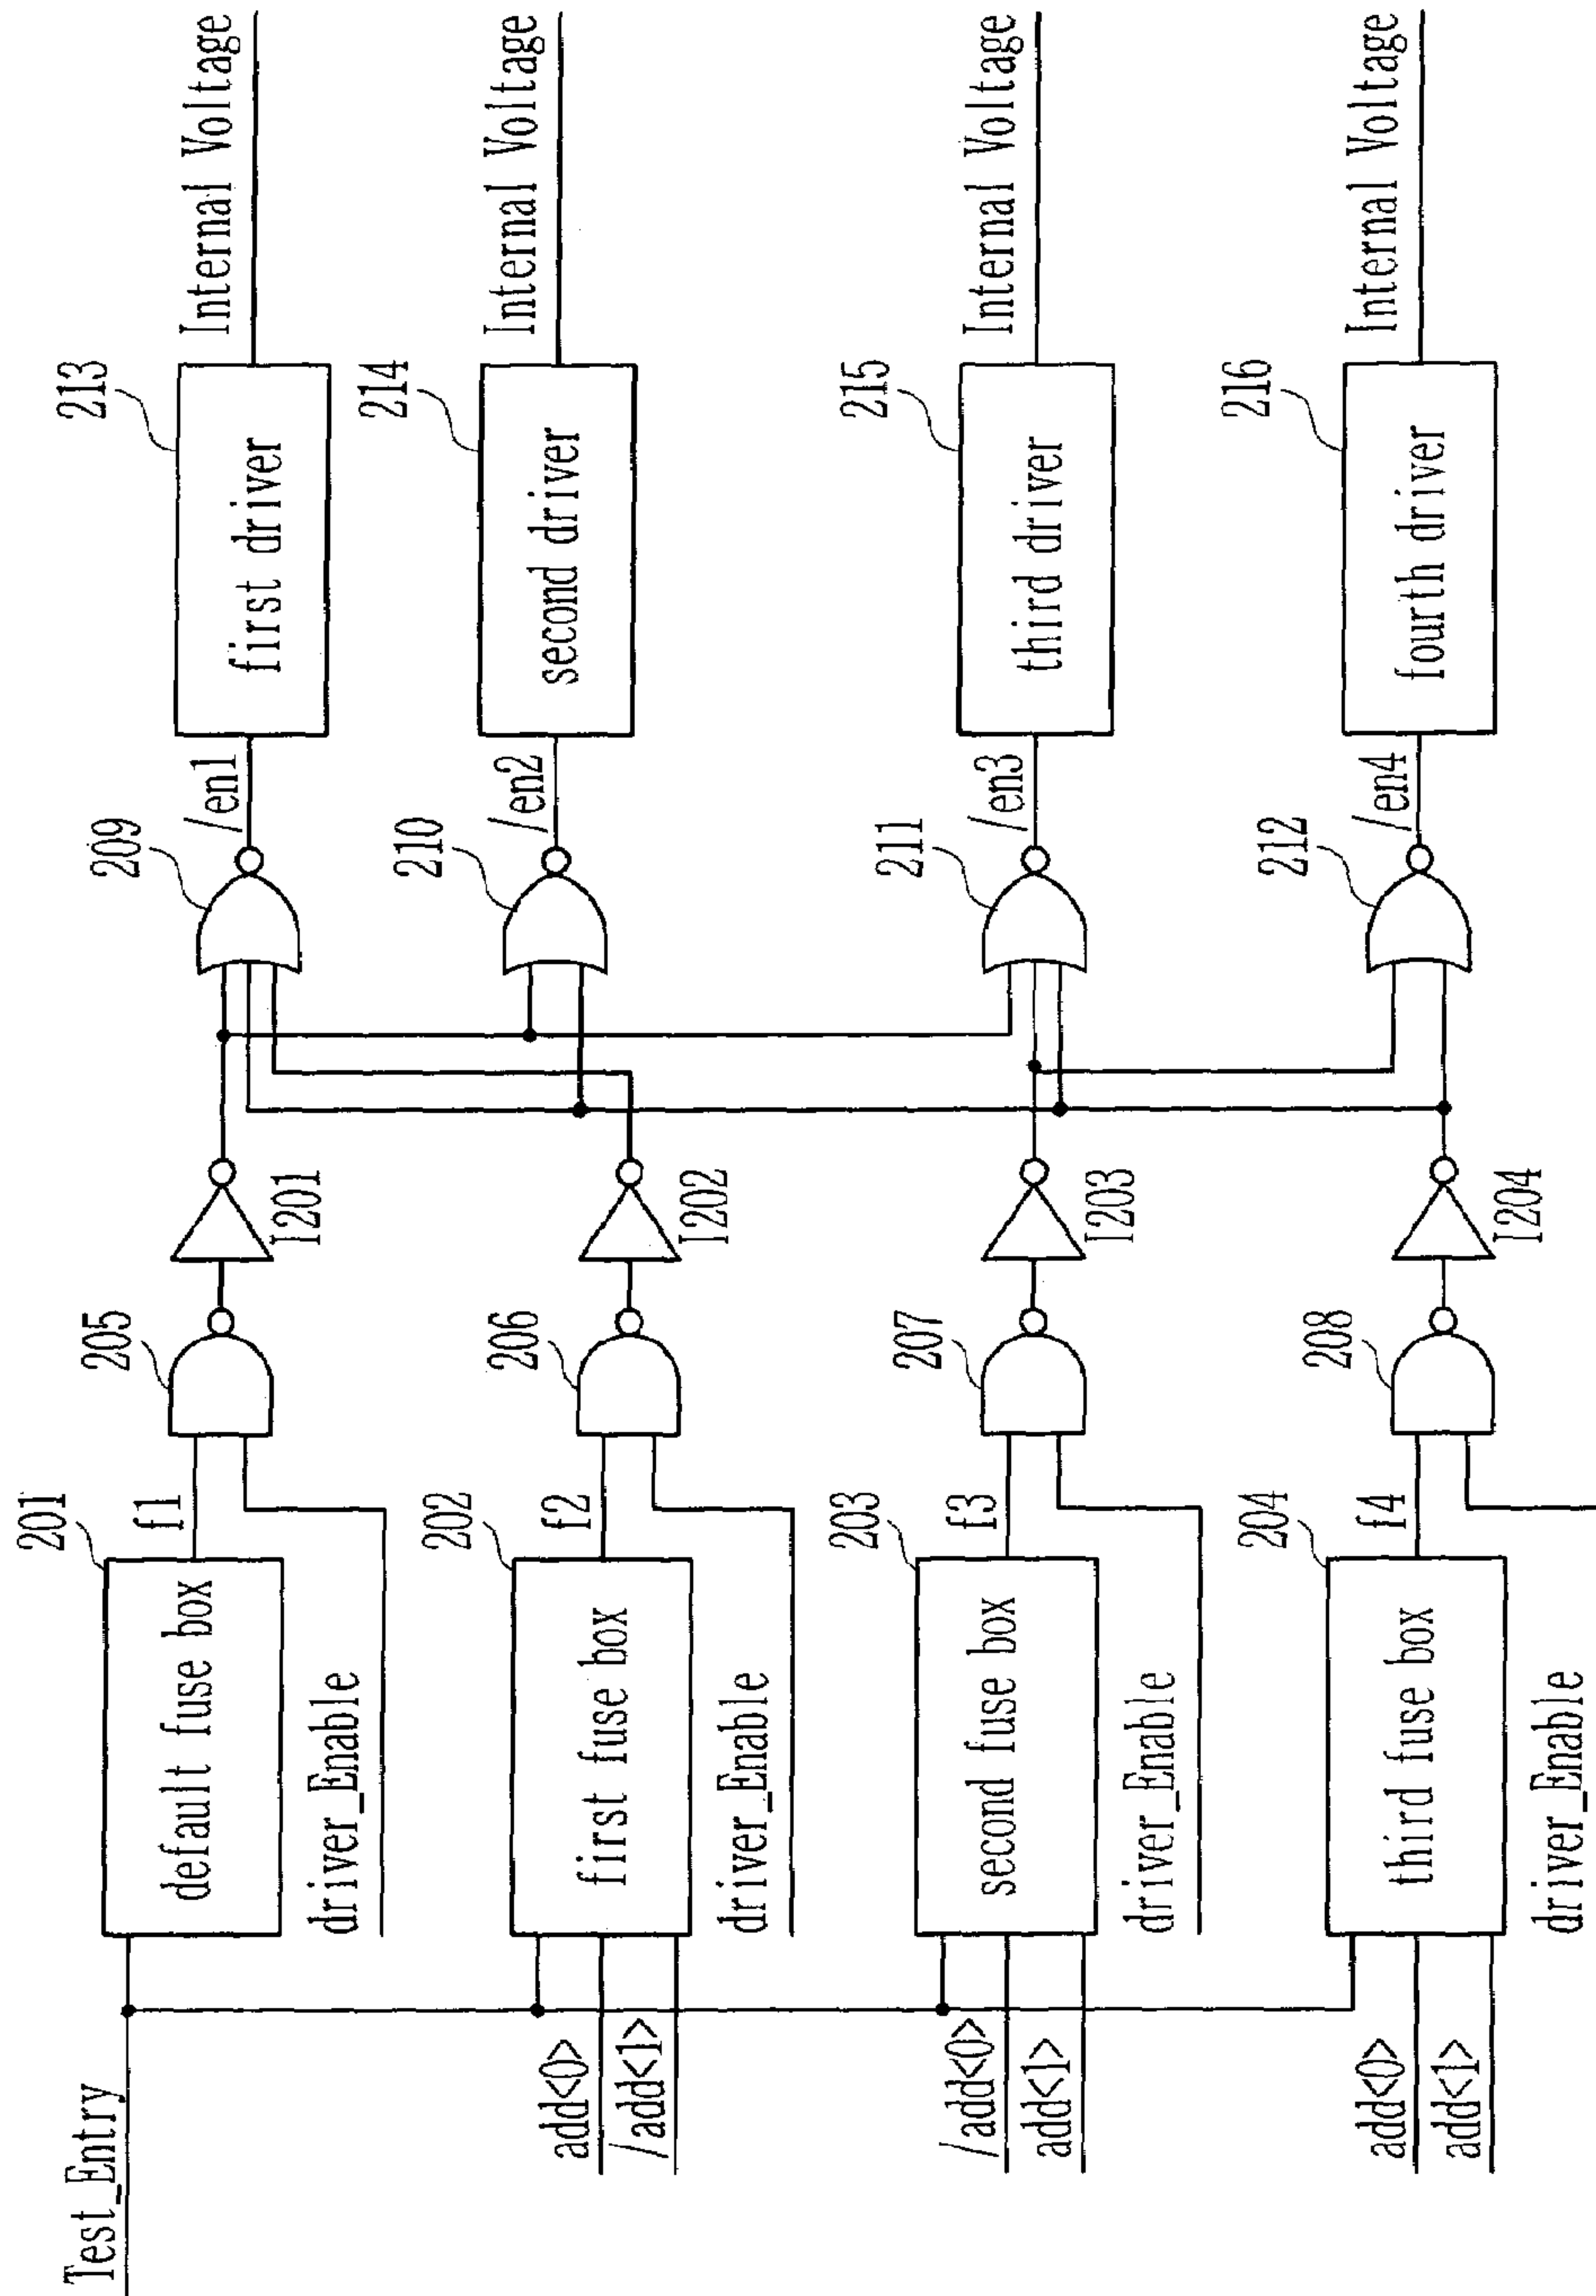 Test_Entry
201
default fuse box
f1
driver_Enable
205
I201
209
/en1
213
first driver
Internal Voltage
add<0>
/add<1>
202
first fuse box
f2
driver_Enable
206
I202
210
/en2
214
second driver
Internal Voltage
/add<0>
add<1>
203
second fuse box
f3
driver_Enable
207
I203
211
/en3
215
third driver
Internal Voltage
add<0>
add<1>
204
third fuse box
f4
driver_Enable
208
I204
212
/en4
216
fourth driver
Internal Voltage